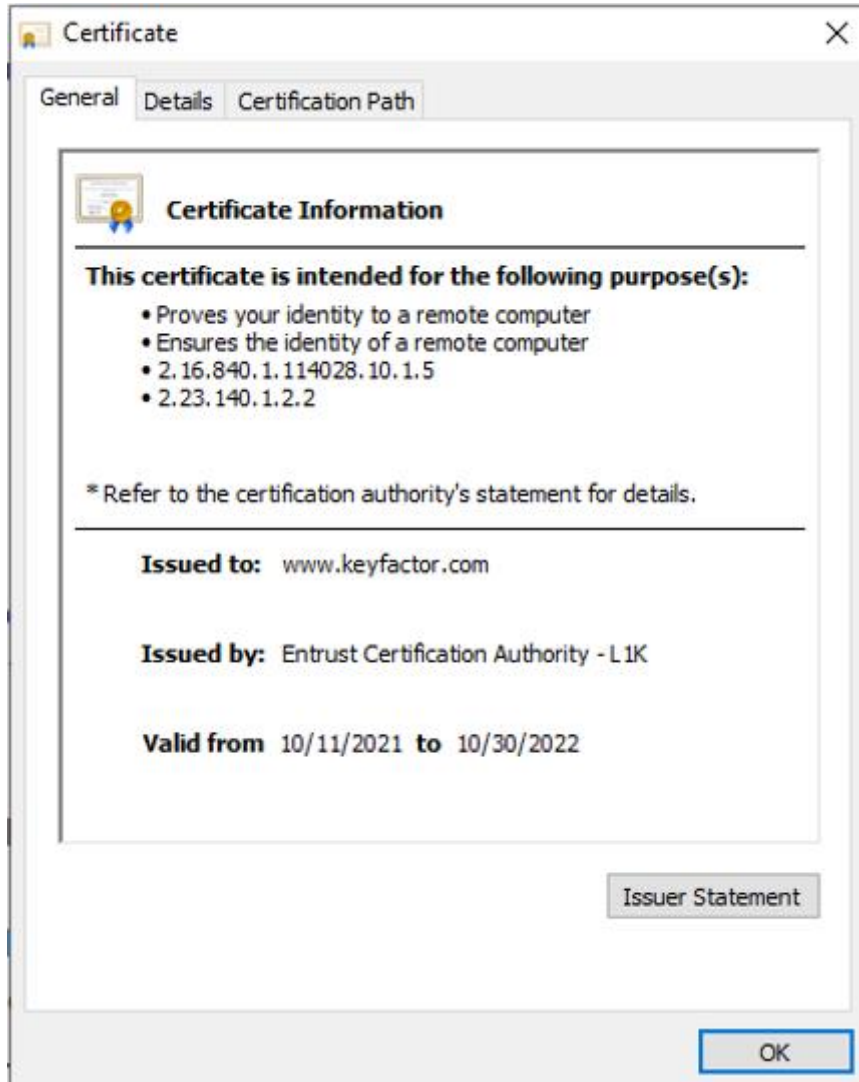 Certificate
General Details Certification Path
Certificate Information
This certificate is intended for the following purpose(s):
• Proves your identity to a remote computer
• Ensures the identity of a remote computer
• 2.16.840.1.114028.10.1.5
• 2.23.140.1.2.2
* Refer to the certification authority's statement for details.
Issued to: www.keyfactor.com
Issued by: Entrust Certification Authority - L1K
Valid from 10/11/2021 to 10/30/2022
Issuer Statement
OK